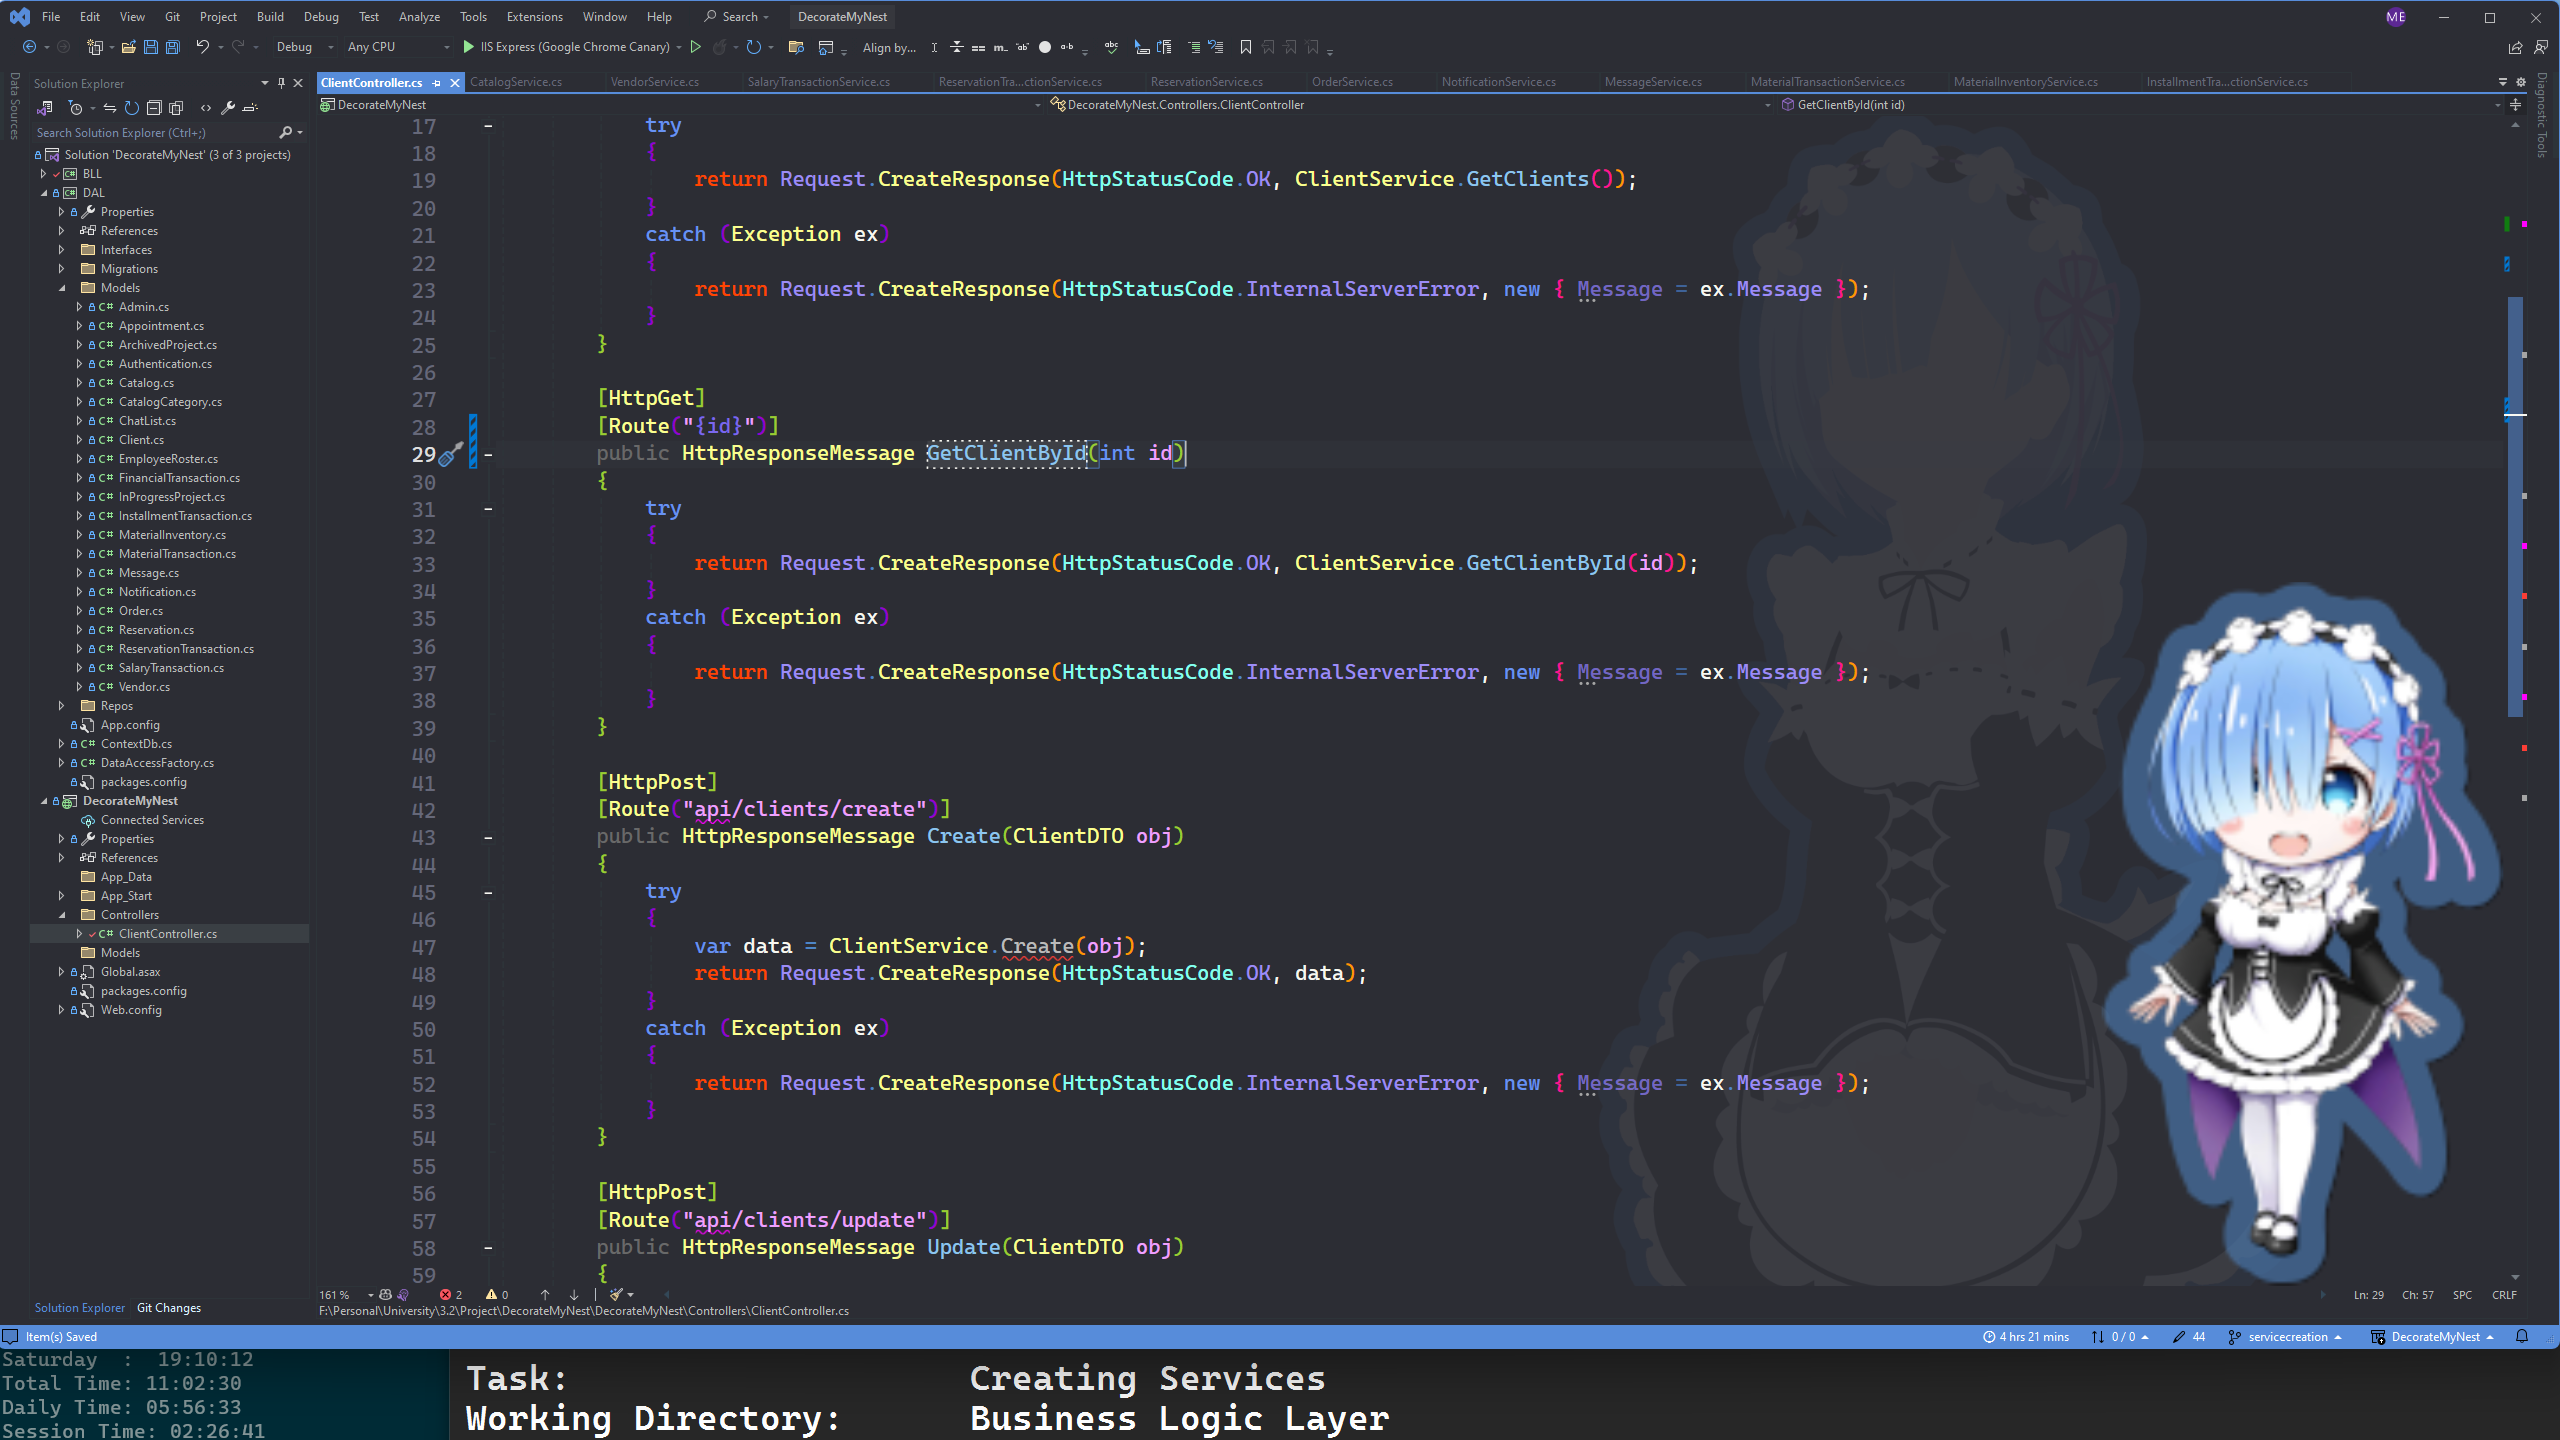 File Edit View Git Project Build Debug Test Analyze Tools Extensions Window Help Search DecorateMyNest ME
Debug Any CPU IIS Express (Google Chrome Canary) Align by...
Data Sources
Solution Explorer
Search Solution Explorer (Ctrl+;)
Solution 'DecorateMyNest' (3 of 3 projects)
BLL
DAL
Properties
References
Interfaces
Migrations
Models
C# Admin.cs
C# Appointment.cs
C# ArchivedProject.cs
C# Authentication.cs
C# Catalog.cs
C# CatalogCategory.cs
C# ChatList.cs
C# Client.cs
C# EmployeeRoster.cs
C# FinancialTransaction.cs
C# InProgressProject.cs
C# InstallmentTransaction.cs
C# MaterialInventory.cs
C# MaterialTransaction.cs
C# Message.cs
C# Notification.cs
C# Order.cs
C# Reservation.cs
C# ReservationTransaction.cs
C# SalaryTransaction.cs
C# Vendor.cs
Repos
App.config
C# ContextDb.cs
C# DataAccessFactory.cs
packages.config
DecorateMyNest
Connected Services
Properties
References
App_Data
App_Start
Controllers
C# ClientController.cs
Models
Global.asax
packages.config
Web.config
Solution Explorer Git Changes
ClientController.cs CatalogService.cs VendorService.cs SalaryTransactionService.cs ReservationTra...ctionService.cs ReservationService.cs OrderService.cs NotificationService.cs MessageService.cs MaterialTransactionService.cs MaterialInventoryService.cs InstallmentTra...ctionService.cs
DecorateMyNest DecorateMyNest.Controllers.ClientController GetClientById(int id)
Diagnostic Tools
17 try
18 {
19 return Request.CreateResponse(HttpStatusCode.OK, ClientService.GetClients());
20 }
21 catch (Exception ex)
22 {
23 return Request.CreateResponse(HttpStatusCode.InternalServerError, new { Message = ex.Message });
24 }
25 }
26
27 [HttpGet]
28 [Route("{id}")]
29 public HttpResponseMessage GetClientById(int id)
30 {
31 try
32 {
33 return Request.CreateResponse(HttpStatusCode.OK, ClientService.GetClientById(id));
34 }
35 catch (Exception ex)
36 {
37 return Request.CreateResponse(HttpStatusCode.InternalServerError, new { Message = ex.Message });
38 }
39 }
40
41 [HttpPost]
42 [Route("api/clients/create")]
43 public HttpResponseMessage Create(ClientDTO obj)
44 {
45 try
46 {
47 var data = ClientService.Create(obj);
48 return Request.CreateResponse(HttpStatusCode.OK, data);
49 }
50 catch (Exception ex)
51 {
52 return Request.CreateResponse(HttpStatusCode.InternalServerError, new { Message = ex.Message });
53 }
54 }
55
56 [HttpPost]
57 [Route("api/clients/update")]
58 public HttpResponseMessage Update(ClientDTO obj)
59 {
161 % 2 0 Ln: 29 Ch: 57 SPC CRLF
F:\Personal\University\3.2\Project\DecorateMyNest\DecorateMyNest\Controllers\ClientController.cs
Item(s) Saved 4 hrs 21 mins 0 / 0 44 servicecreation DecorateMyNest
Saturday : 19:10:12
Total Time: 11:02:30
Daily Time: 05:56:33
Session Time: 02:26:41
Task: Creating Services
Working Directory: Business Logic Layer